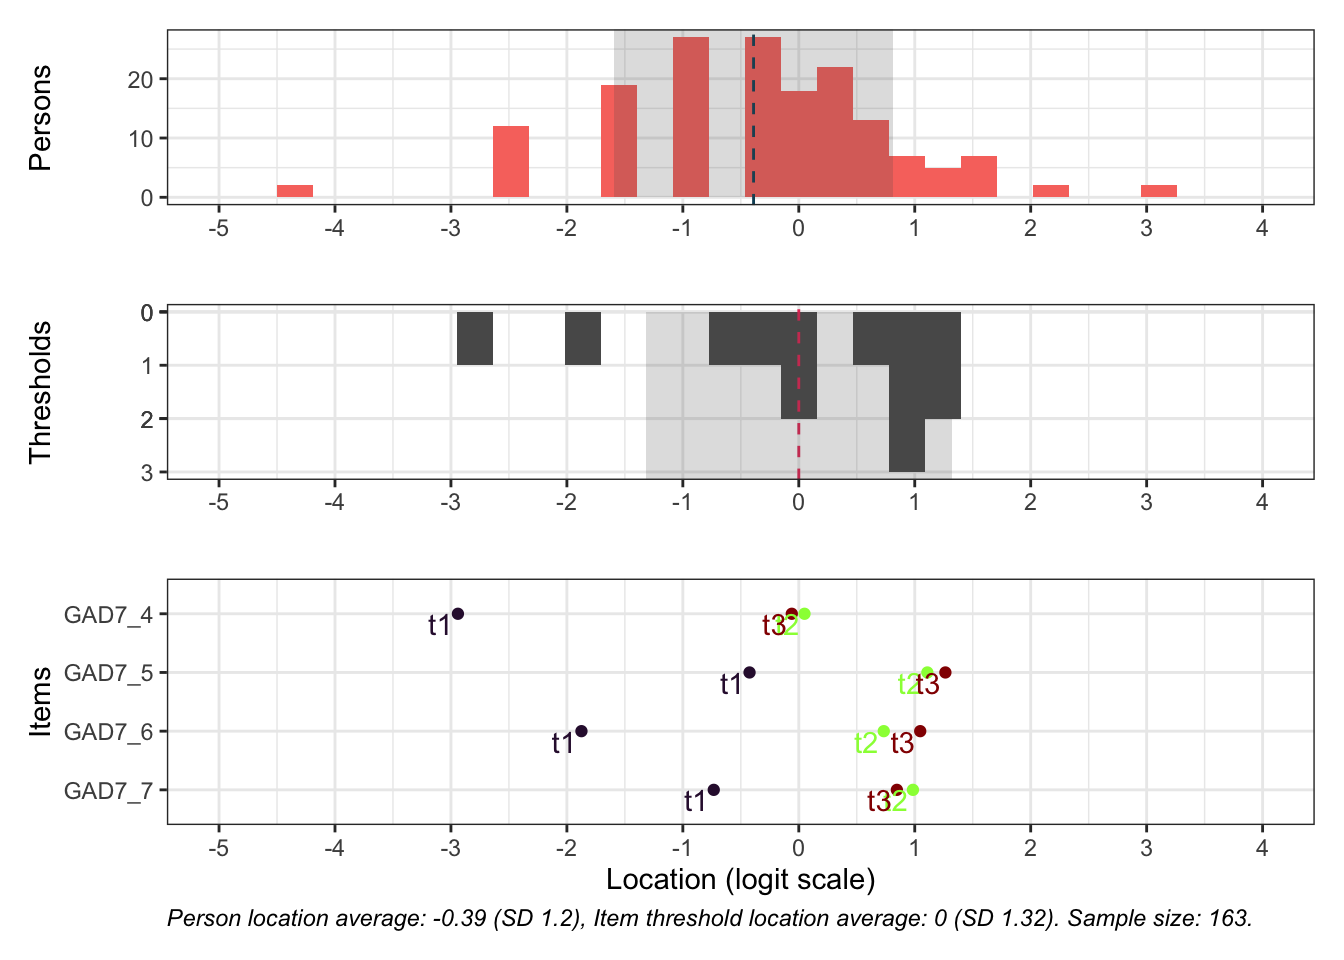 Persons
20
10
0
-5 -4 -3 -2 -1 0 1 2 3 4
Thresholds
0
1
2
3
-5 -4 -3 -2 -1 0 1 2 3 4
Items
GAD7_4 t1 t3 t2
GAD7_5 t1 t2 t3
GAD7_6 t1 t2 t3
GAD7_7 t1 t3 t2
-5 -4 -3 -2 -1 0 1 2 3 4
Location (logit scale)
Person location average: -0.39 (SD 1.2), Item threshold location average: 0 (SD 1.32). Sample size: 163.